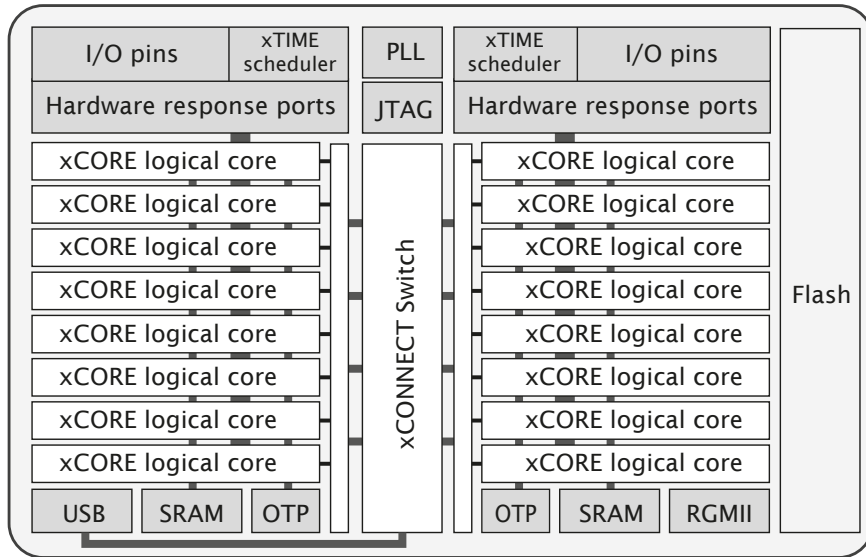 I/O pins
xTIME
scheduler
PLL
xTIME
scheduler
I/O pins
Hardware response ports
JTAG
Hardware response ports
xCORE logical core
xCORE logical core
xCORE logical core
xCORE logical core
xCORE logical core
xCORE logical core
xCORE logical core
xCORE logical core
xCONNECT Switch
xCORE logical core
xCORE logical core
xCORE logical core
xCORE logical core
xCORE logical core
xCORE logical core
xCORE logical core
xCORE logical core
Flash
USB
SRAM
OTP
OTP
SRAM
RGMII